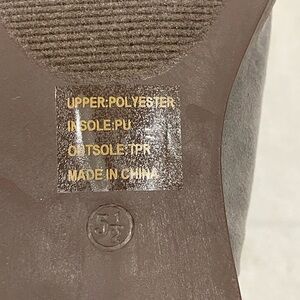 UPPER:POLYESTER
INSOLE:PU
OUTSOLE:TPR
MADE IN CHINA
5½